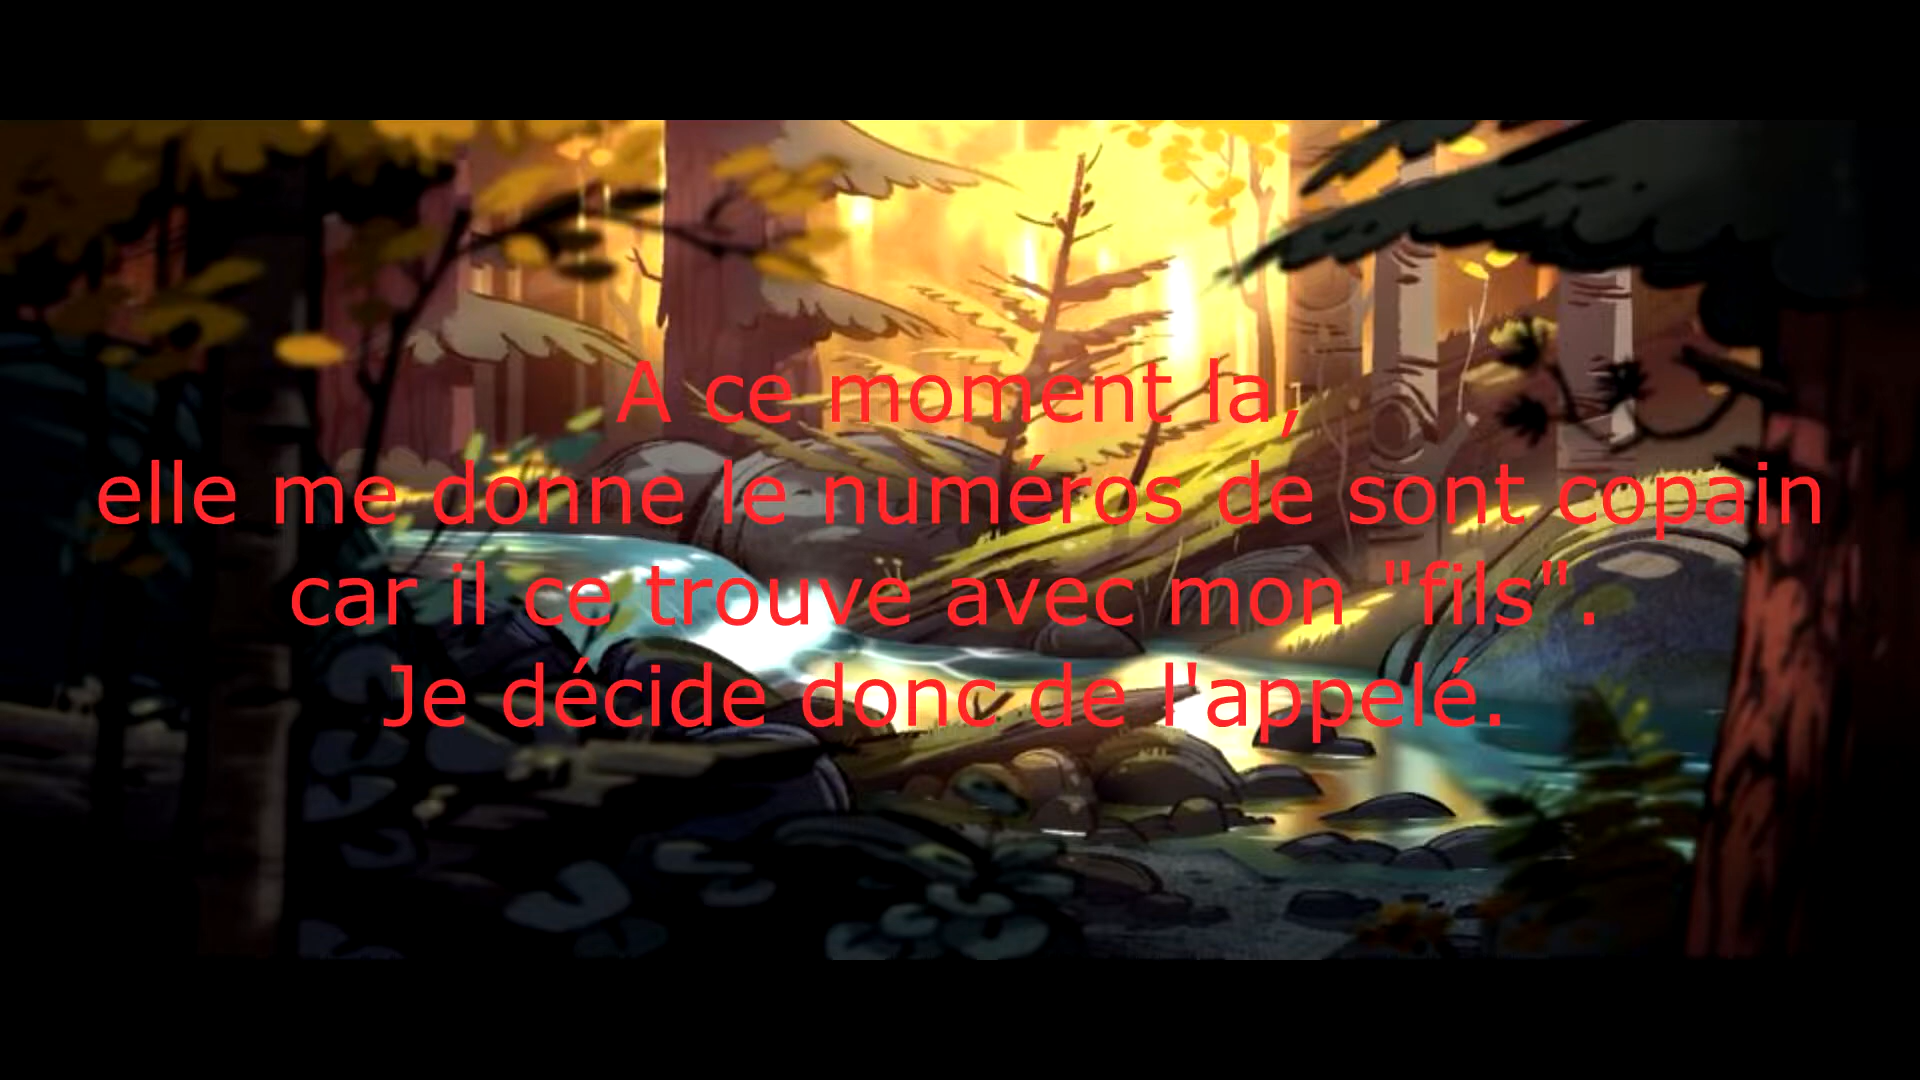 A ce moment la,
elle me donne le numéros de sont copain
car il ce trouve avec mon "fils".
Je décide donc de l'appelé.